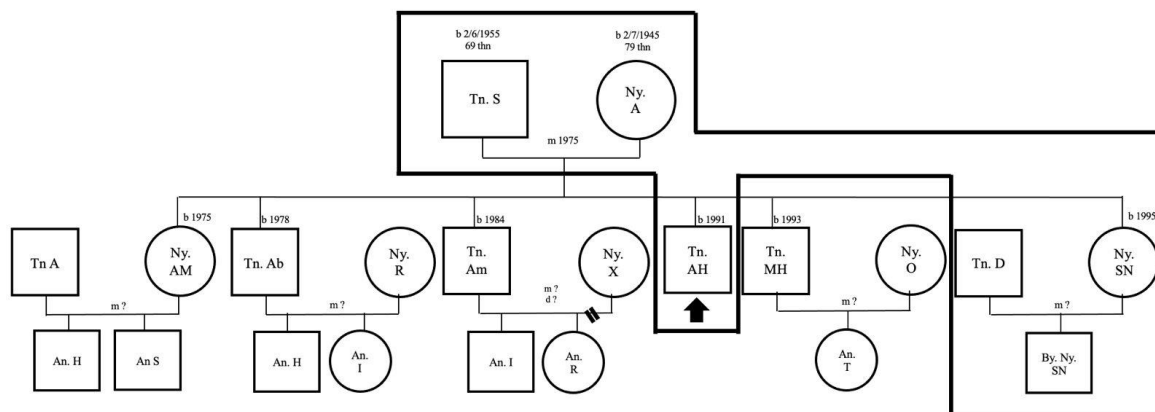 b 2/6/1955
69 thn
b 2/7/1945
79 thn
Tn. S
Ny.
A
m 1975
b 1975
b 1978
b 1984
b 1991
b 1993
b 1995
Tn A
Ny.
AM
Tn. Ab
Ny.
R
Tn.
Am
Ny.
X
Tn.
AH
Tn.
MH
Ny.
O
Tn. D
Ny.
SN
m ?
m ?
m ?
d ?
m ?
m ?
An. H
An S
An. H
An.
I
An. I
An.
R
An.
T
By. Ny.
SN